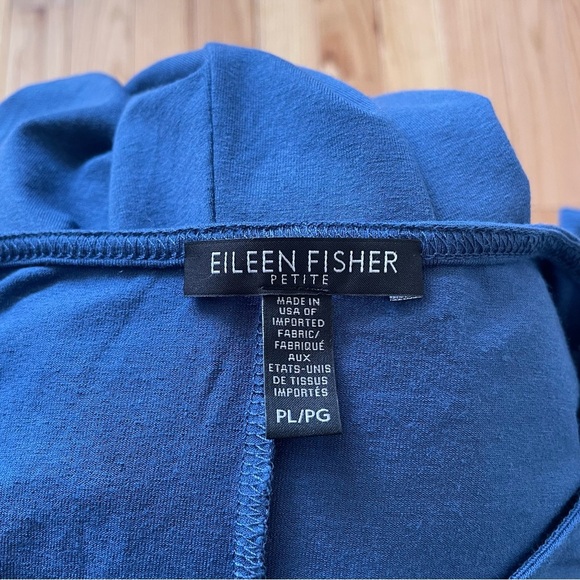 EILEEN FISHER
PETITE
MADE IN
USA OF
IMPORTED
FABRIC/
FABRIQUÉ
AUX
ETATS-UNIS
DE TISSUS
IMPORTÉS
PL/PG